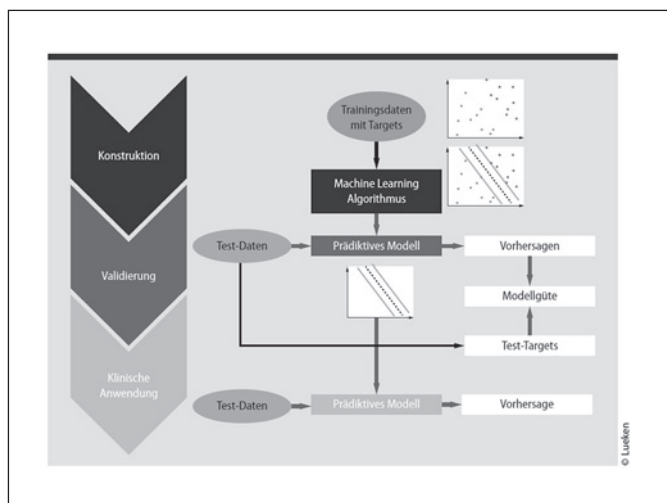 Trainingsdaten
mit Targets
Konstruktion
Machine Learning
Algorithmus
Test-Daten
Prädiktives Modell
Vorhersagen
Validierung
Modellgüte
Test-Targets
Klinische
Anwendung
Test-Daten
Prädiktives Modell
Vorhersage
© Lueken